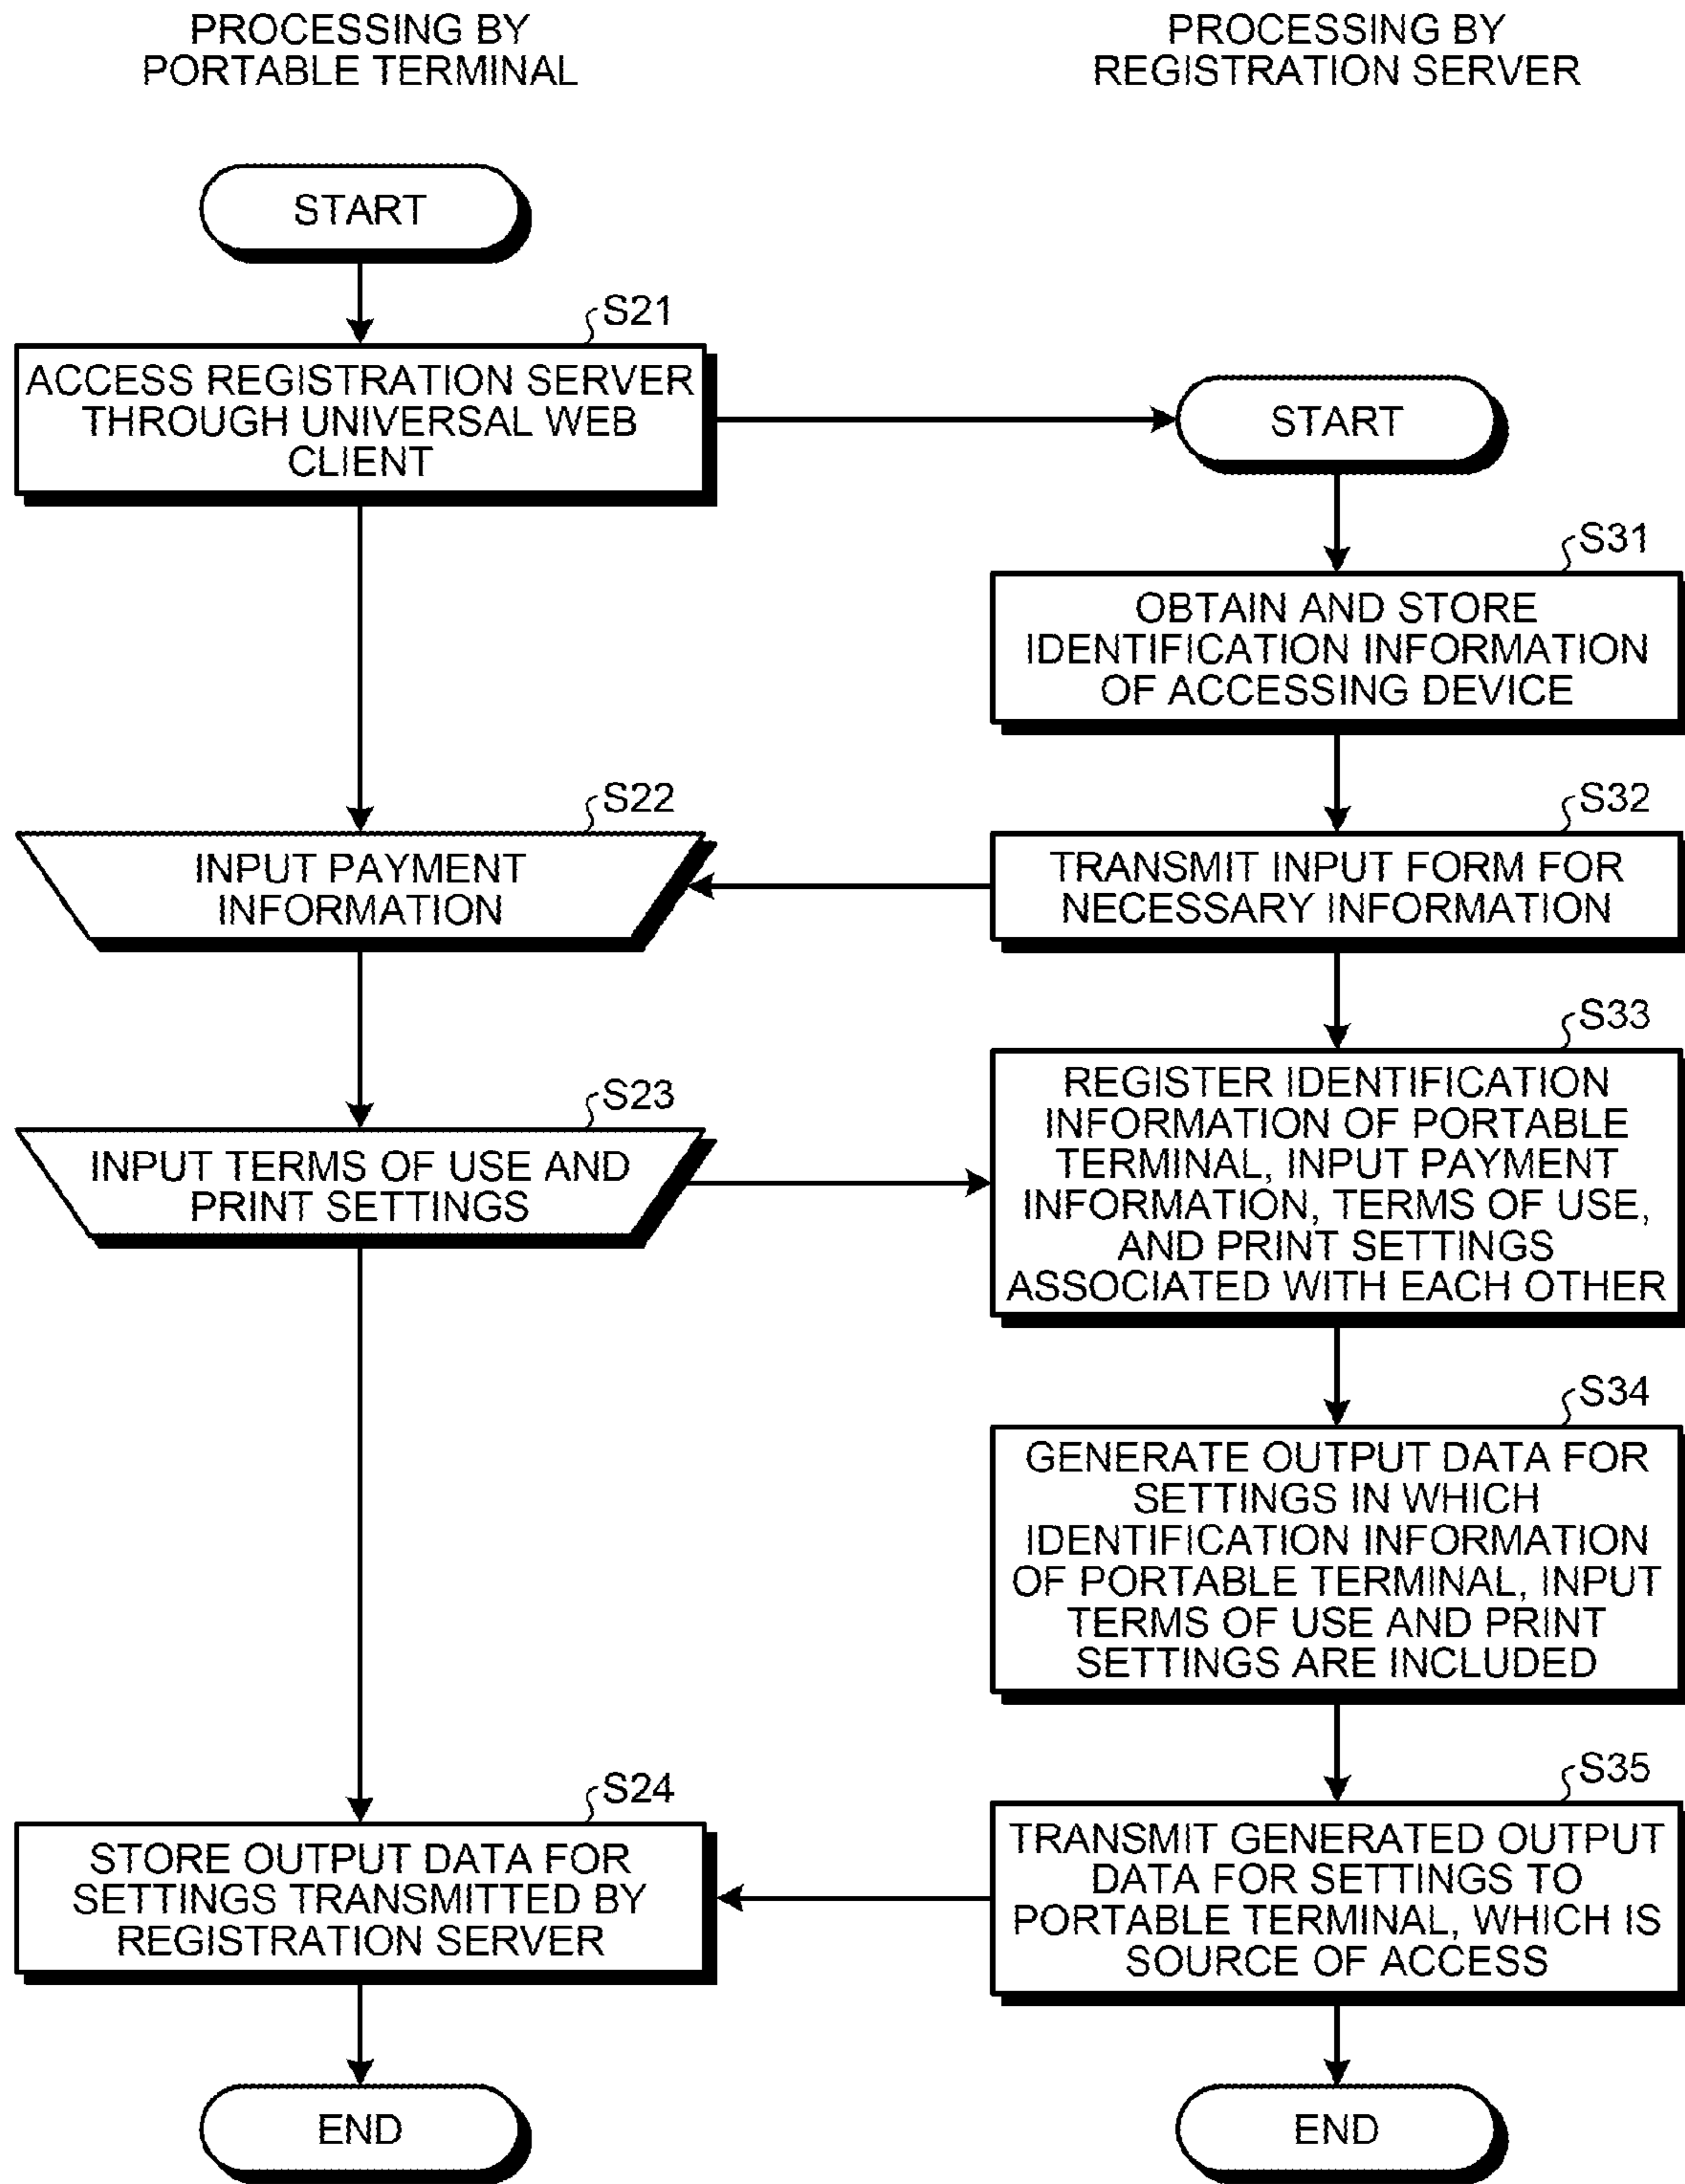 PROCESSING BY
PORTABLE TERMINAL
PROCESSING BY
REGISTRATION SERVER
START
S21
ACCESS REGISTRATION SERVER
THROUGH UNIVERSAL WEB
CLIENT
START
S31
OBTAIN AND STORE
IDENTIFICATION INFORMATION
OF ACCESSING DEVICE
S22
INPUT PAYMENT
INFORMATION
S32
TRANSMIT INPUT FORM FOR
NECESSARY INFORMATION
S23
INPUT TERMS OF USE AND
PRINT SETTINGS
S33
REGISTER IDENTIFICATION
INFORMATION OF PORTABLE
TERMINAL, INPUT PAYMENT
INFORMATION, TERMS OF USE,
AND PRINT SETTINGS
ASSOCIATED WITH EACH OTHER
S34
GENERATE OUTPUT DATA FOR
SETTINGS IN WHICH
IDENTIFICATION INFORMATION
OF PORTABLE TERMINAL, INPUT
TERMS OF USE AND PRINT
SETTINGS ARE INCLUDED
S24
STORE OUTPUT DATA FOR
SETTINGS TRANSMITTED BY
REGISTRATION SERVER
S35
TRANSMIT GENERATED OUTPUT
DATA FOR SETTINGS TO
PORTABLE TERMINAL, WHICH IS
SOURCE OF ACCESS
END
END